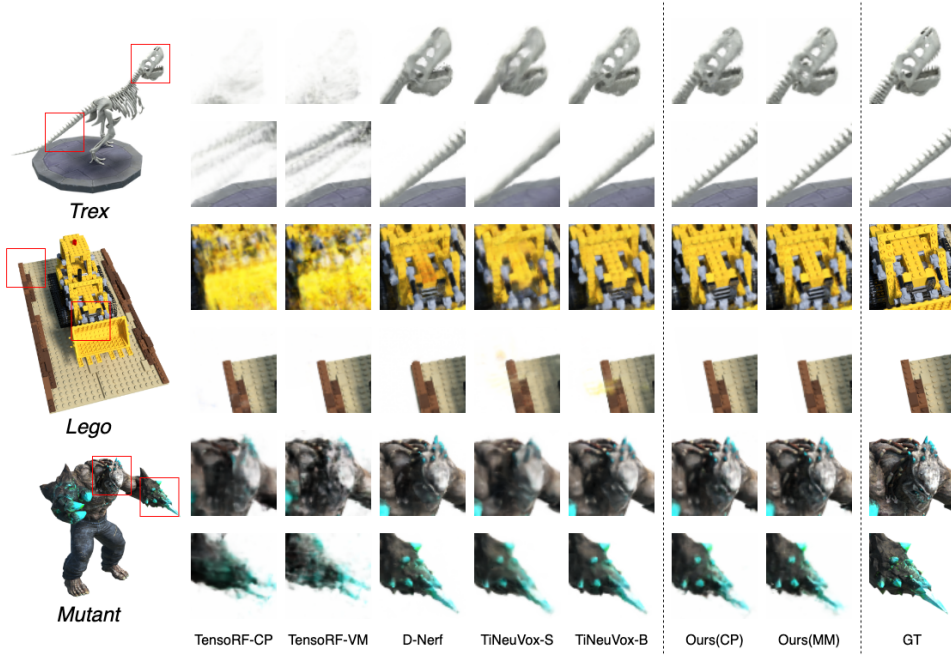 Trex
Lego
Mutant
TensoRF-CP TensoRF-VM D-Nerf TiNeuVox-S TiNeuVox-B Ours(CP) Ours(MM) GT